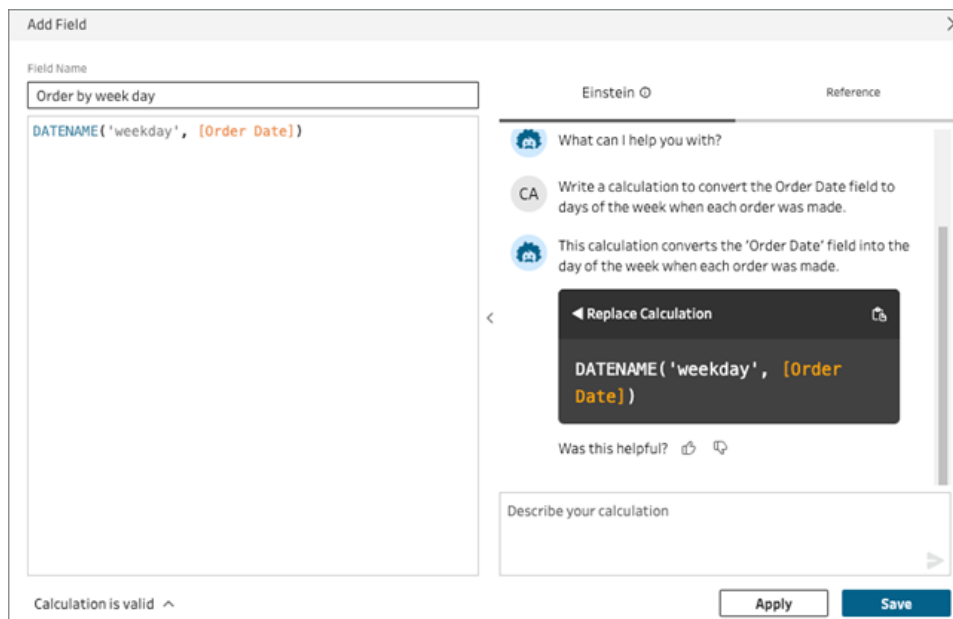 Add Field
Field Name
Order by week day
DATENAME('weekday', [Order Date])
Einstein
Reference
What can I help you with?
CA
Write a calculation to convert the Order Date field to
days of the week when each order was made.
This calculation converts the 'Order Date' field into the
day of the week when each order was made.
Replace Calculation
DATENAME('weekday', [Order
Date])
Was this helpful?
Describe your calculation
Calculation is valid
Apply
Save